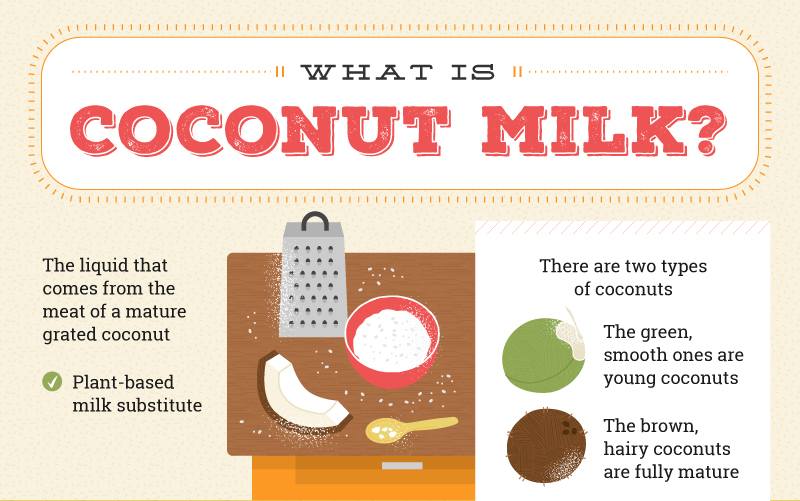 WHAT IS
COCONUT MILK?
The liquid that
comes from the
meat of a mature
grated coconut
Plant-based
milk substitute
There are two types
of coconuts
The green,
smooth ones are
young coconuts
The brown,
hairy coconuts
are fully mature